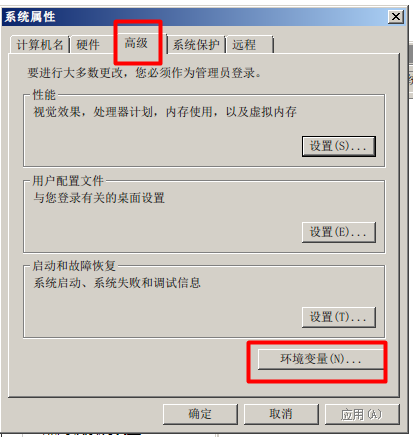 系统属性
计算机名 硬件 高级 系统保护 远程
要进行大多数更改，您必须作为管理员登录。
性能
视觉效果，处理器计划，内存使用，以及虚拟内存
设置(S)...
用户配置文件
与您登录有关的桌面设置
设置(E)...
启动和故障恢复
系统启动、系统失败和调试信息
设置(T)...
环境变量(N)...
确定 取消 应用(A)